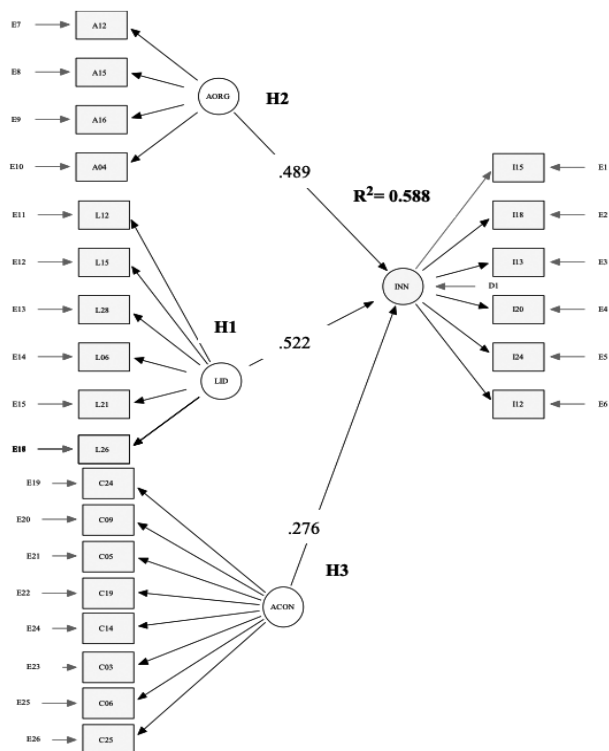 E7 A12
E8 A15
AORG H2
E9 A16
E10 A04
.489
I15 E1
R²= 0.588
E11 L12
I18 E2
E12 L15
I13 E3
INN D1
E13 L28
I20 E4
H1
.522
E14 L06
I24 E5
LID
E15 L21
I12 E6
E18 L26
E19 C24
E20 C09
.276
E21 C05
H3
E22 C19
ACON
E24 C14
E23 C03
E25 C06
E26 C25